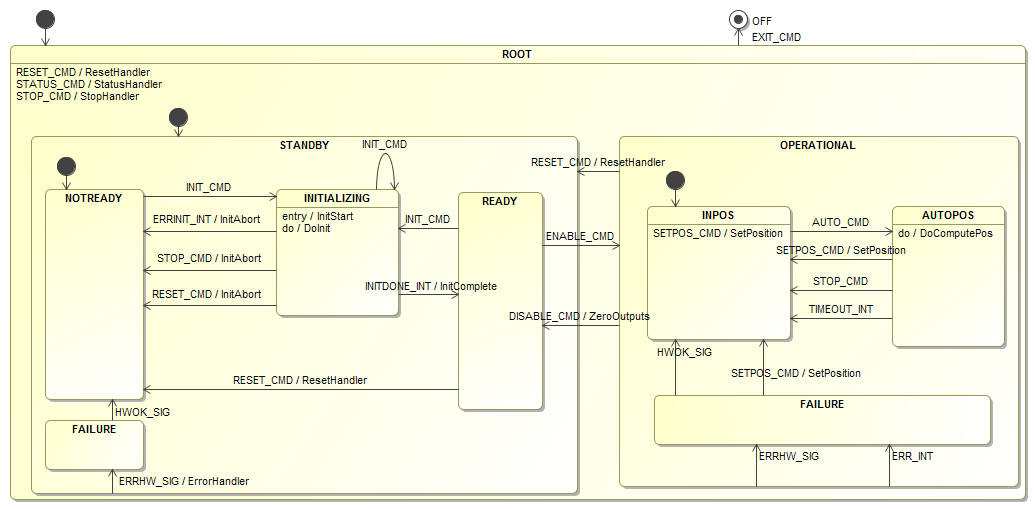 OFF
EXIT_CMD
ROOT
RESET_CMD / ResetHandler
STATUS_CMD / StatusHandler
STOP_CMD / StopHandler
STANDBY
INIT_CMD
NOTREADY
INIT_CMD
ERRINIT_INT / InitAbort
STOP_CMD / InitAbort
RESET_CMD / InitAbort
INITIALIZING
entry / InitStart
do / DoInit
INIT_CMD
INITDONE_INT / InitComplete
READY
RESET_CMD / ResetHandler
HWOK_SIG
FAILURE
ERRHW_SIG / ErrorHandler
RESET_CMD / ResetHandler
ENABLE_CMD
DISABLE_CMD / ZeroOutputs
OPERATIONAL
INPOS
SETPOS_CMD / SetPosition
AUTO_CMD
SETPOS_CMD / SetPosition
STOP_CMD
TIMEOUT_INT
AUTOPOS
do / DoComputePos
HWOK_SIG
SETPOS_CMD / SetPosition
FAILURE
ERRHW_SIG
ERR_INT